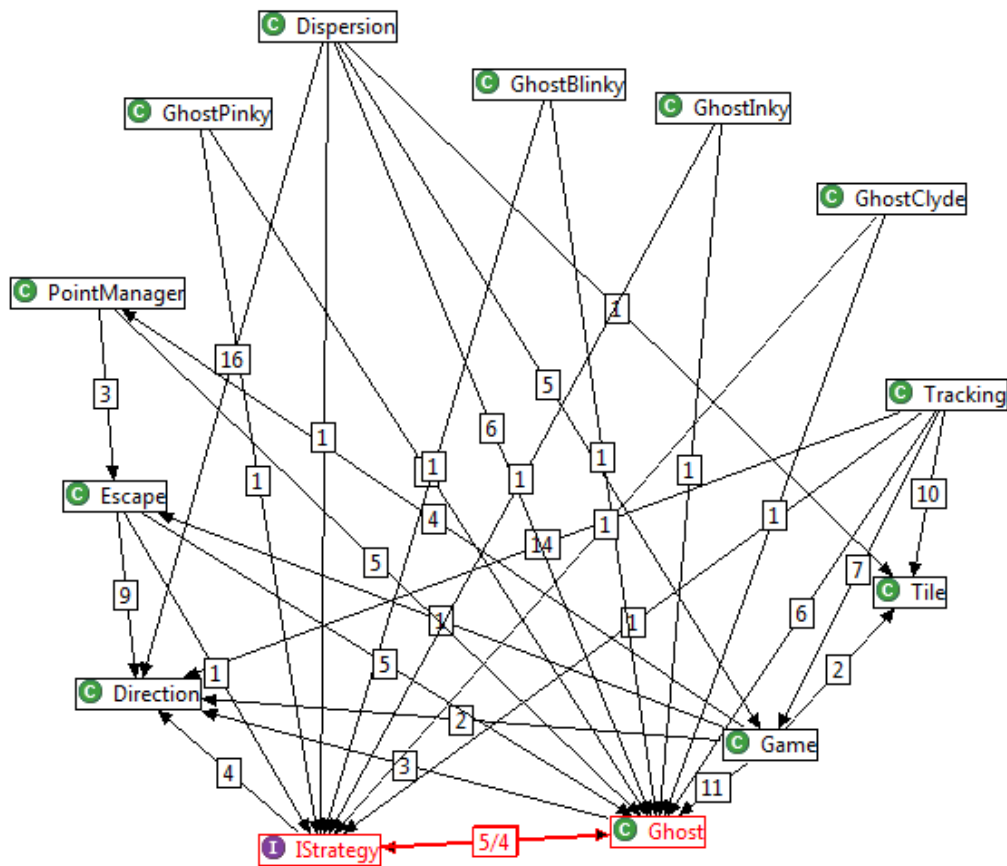 C Dispersion
C GhostBlinky
C GhostPinky
C GhostInky
C GhostClyde
C PointManager
1
16
3
5
C Tracking
6
1
1
1
1
1
1
C Escape
10
4
1
1
14
5
7
C Tile
9
6
1
1
5
1
2
C Direction
2
C Game
3
4
11
C Ghost
5/4
I IStrategy